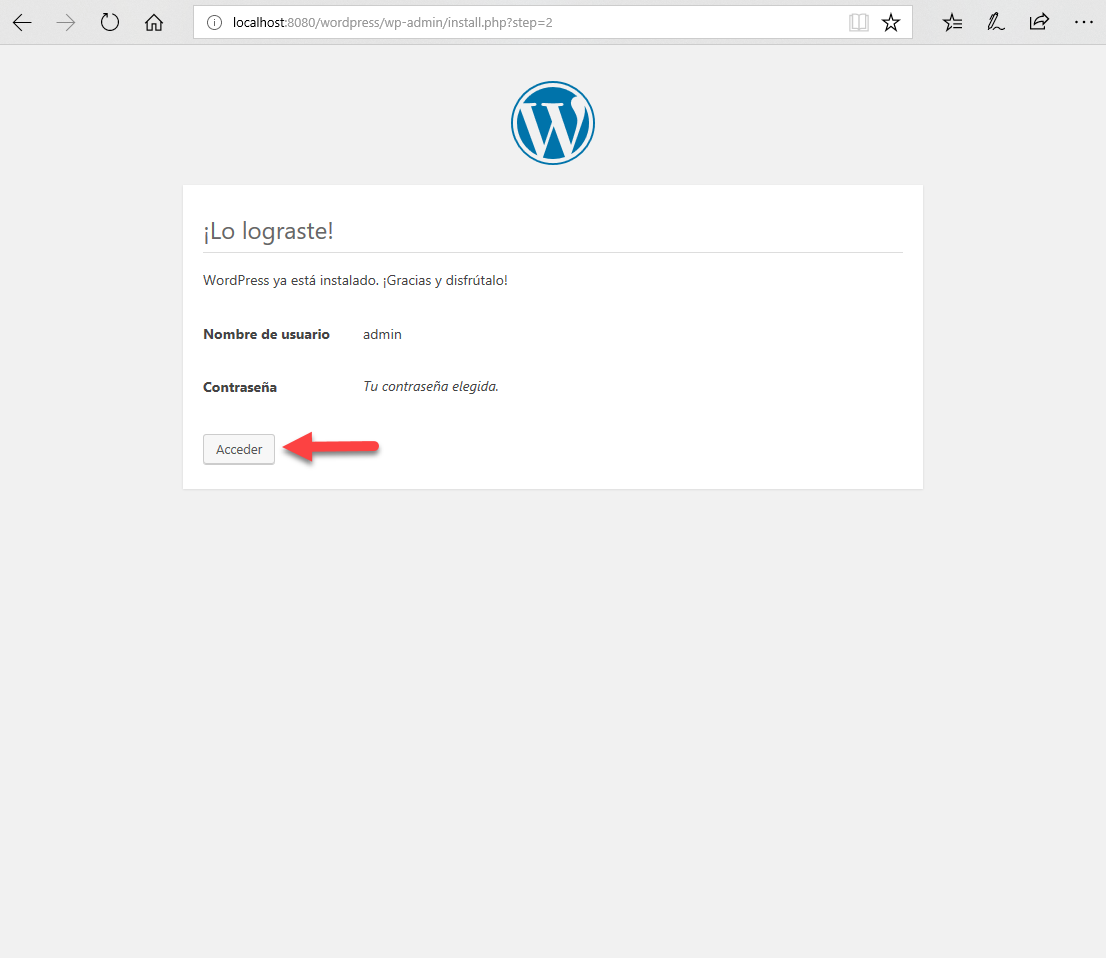 localhost:8080/wordpress/wp-admin/install.php?step=2
¡Lo lograste!
WordPress ya está instalado. ¡Gracias y disfrútalo!
Nombre de usuario admin
Contraseña Tu contraseña elegida.
Acceder